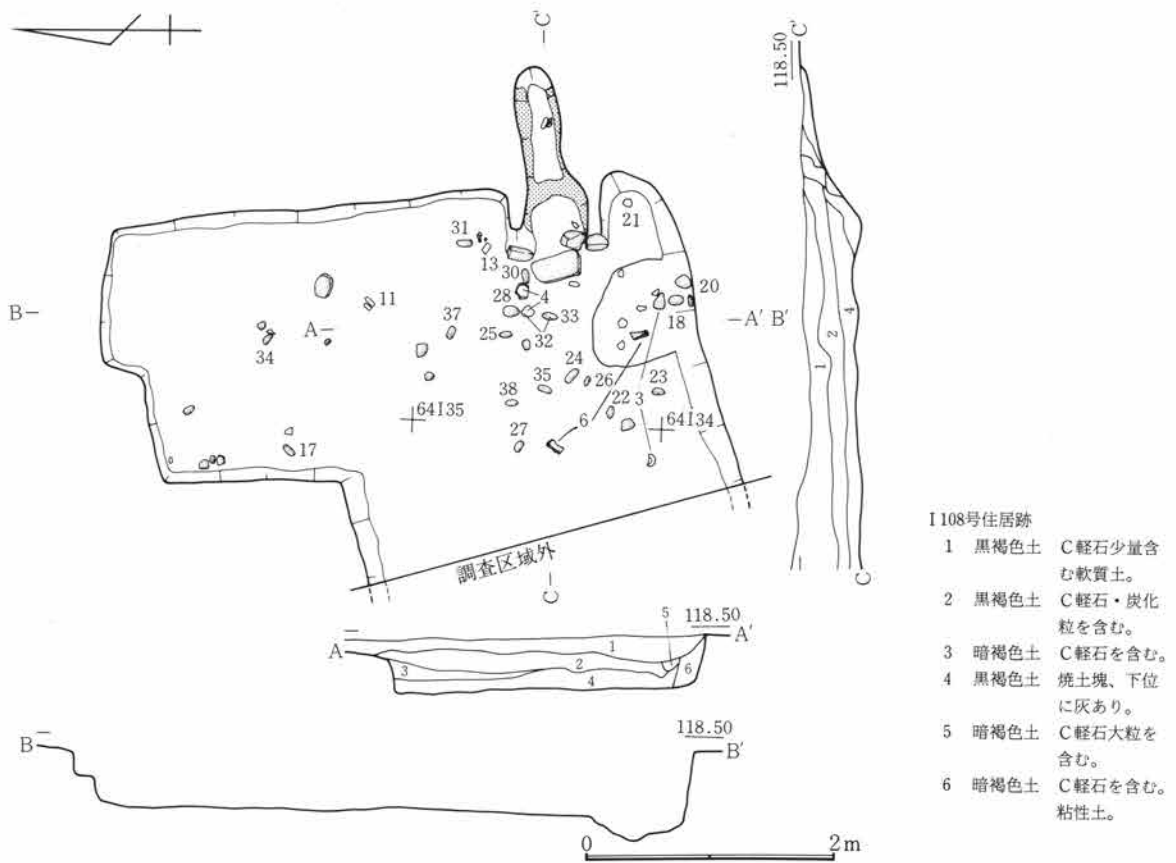 C'
C'
118.50
31
13
21
30
11
28
4
20
B
A
37
25
33
18
A' B'
32
34
24
26
35
23
38
22
3
64I35
6
64I34
27
17
1
2
4
調査区域外
C
C
5
118.50
A
A'
1
2
3
4
6
B
118.50
B'
0
2m
I108号住居跡
1 黒褐色土 C軽石少量含
む軟質土。
2 黒褐色土 C軽石・炭化
粒を含む。
3 暗褐色土 C軽石を含む。
4 黒褐色土 焼土塊、下位
に灰あり。
5 暗褐色土 C軽石大粒を
含む。
6 暗褐色土 C軽石を含む。
粘性土。